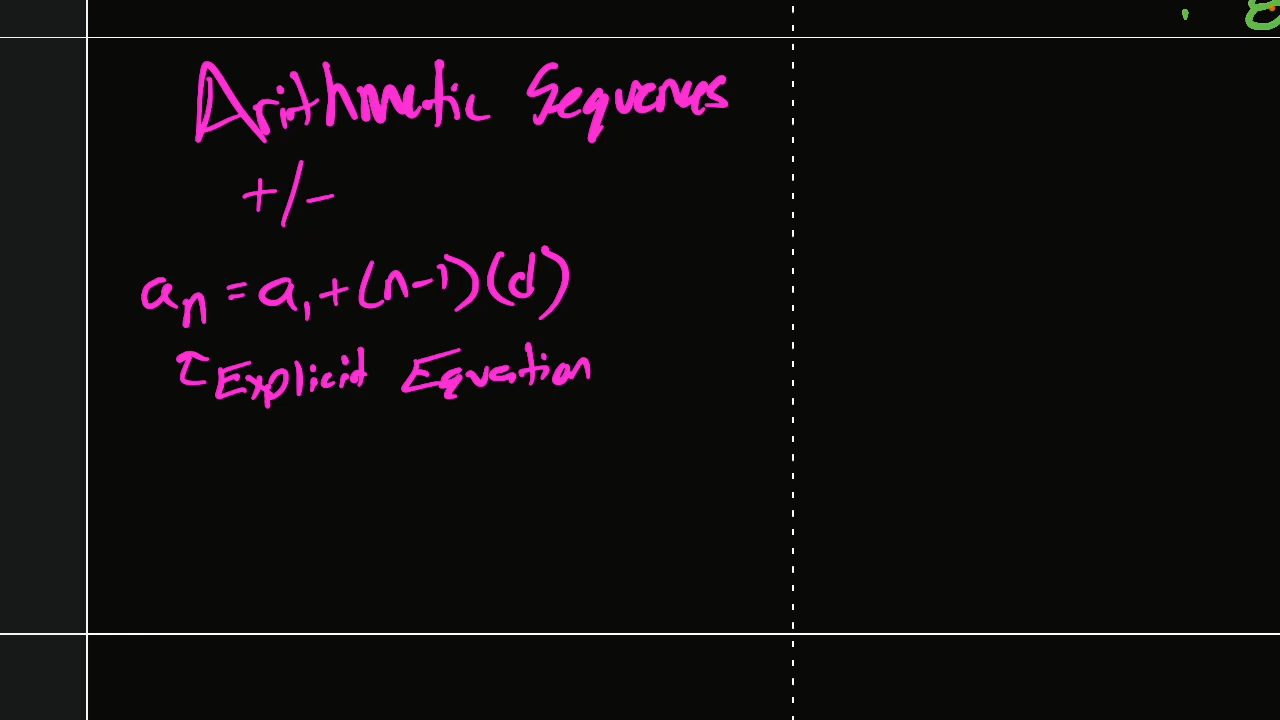 Arithmetic Sequences
+/-
aₙ = a₁ + (n-1)(d)
Explicit Equation